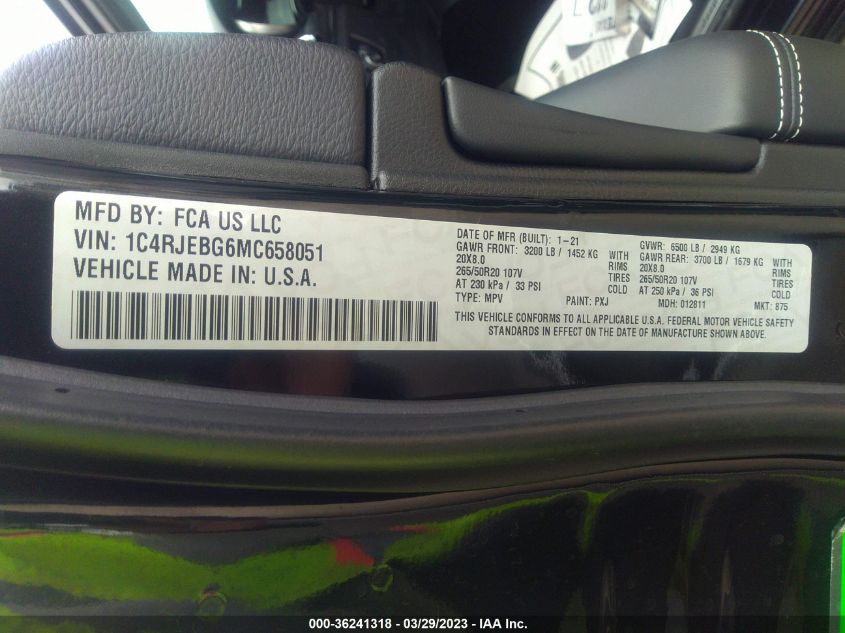 MFD BY: FCA US LLC
VIN: 1C4RJEBG6MC658051
VEHICLE MADE IN U.S.A.
DATE OF MFR (BUILT): 1-21
GAWR FRONT: 3200 LB / 1452 KG WITH
20X8.0 RIMS
265/50R20 107V TIRES
AT 230 kPa / 33 PSI COLD
TYPE: MPV PAINT: PXJ
GVWR: 6500 LB / 2949 KG
GAWR REAR: 3700 LB / 1679 KG WITH
20X8.0 RIMS
265/50R20 107V TIRES
AT 250 kPa / 36 PSI COLD
MDH: 012811 MKT: 875
THIS VEHICLE CONFORMS TO ALL APPLICABLE U.S.A. FEDERAL MOTOR VEHICLE SAFETY
STANDARDS IN EFFECT ON THE DATE OF MANUFACTURE SHOWN ABOVE.
000-36241318 - 03/29/2023 - IAA Inc.